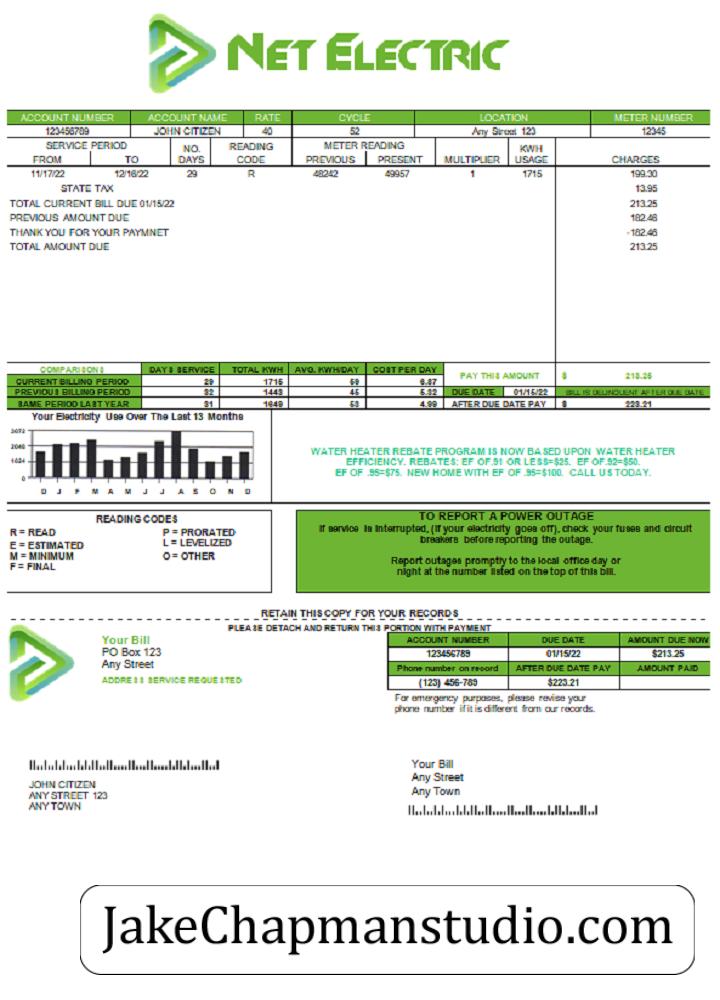 NET ELECTRIC
ACCOUNT NUMBER ACCOUNT NAME RATE CYCLE LOCATION METER NUMBER
123456789 JOHN CITIZEN 40 52 Any Street 123 12345
SERVICE PERIOD NO. READING METER READING KWH
FROM TO DAYS CODE PREVIOUS PRESENT MULTIPLIER USAGE CHARGES
11/17/22 12/16/22 29 R 48242 49957 1 1715 199.30
STATE TAX 13.95
TOTAL CURRENT BILL DUE 01/15/22 213.25
PREVIOUS AMOUNT DUE 182.46
THANK YOU FOR YOUR PAYMNET -182.46
TOTAL AMOUNT DUE 213.25
COMPARISONS DAYS SERVICE TOTAL KWH AVG. KWH/DAY COST PER DAY PAY THIS AMOUNT $ 213.25
CURRENT BILLING PERIOD 29 1715 59 6.87
PREVIOUS BILLING PERIOD 32 1443 45 5.32 DUE DATE 01/15/22 BILL IS DELINQUENT AFTER DUE DATE
SAME PERIOD LAST YEAR 31 1649 53 4.99 AFTER DUE DATE PAY $ 223.21
Your Electricity Use Over The Last 13 Months
3072
2048
1024
0
D J F M A M J J A S O N D
WATER HEATER REBATE PROGRAM IS NOW BASED UPON WATER HEATER
EFFICIENCY. REBATES: EF OF.91 OR LESS=$25. EF OF.92=$50.
EF OF .95=$75. NEW HOME WITH EF OF .95=$100. CALL US TODAY.
READING CODES
R = READ P = PRORATED
E = ESTIMATED L = LEVELIZED
M = MINIMUM O = OTHER
F = FINAL
TO REPORT A POWER OUTAGE
If service is interrupted, (if your electricity goes off), check your fuses and circuit
breakers before reporting the outage.
Report outages promptly to the local office day or
night at the number listed on the top of this bill.
RETAIN THIS COPY FOR YOUR RECORDS
PLEASE DETACH AND RETURN THIS PORTION WITH PAYMENT
Your Bill
PO Box 123
Any Street
ADDRESS SERVICE REQUESTED
ACCOUNT NUMBER DUE DATE AMOUNT DUE NOW
123456789 01/15/22 $213.25
Phone number on record AFTER DUE DATE PAY AMOUNT PAID
(123) 456-789 $223.21
For emergency purposes, please revise your
phone number if it is different from our records.
JOHN CITIZEN
ANY STREET 123
ANY TOWN
Your Bill
Any Street
Any Town
JakeChapmanstudio.com